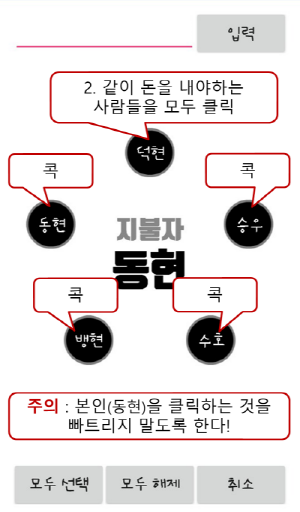 입력
2. 같이 돈을 내야하는
사람들을 모두 클릭
덕현
콕
콕
동현
승우
지불자
동현
콕
콕
뱅현
수호
주의 : 본인(동현)을 클릭하는 것을
빠트리지 말도록 한다!
모두 선택
모두 해제
취소